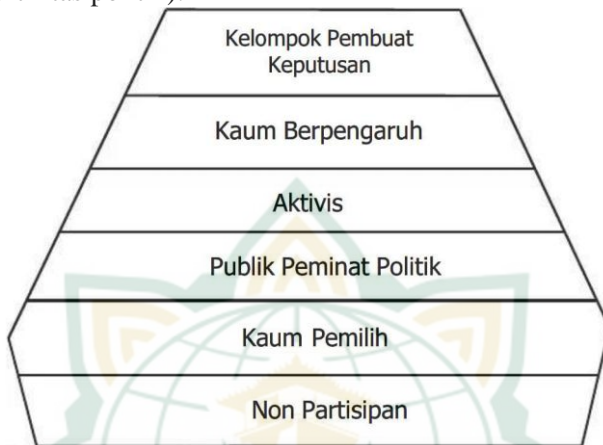 Kelompok Pembuat
Keputusan
Kaum Berpengaruh
Aktivis
Publik Peminat Politik
Kaum Pemilih
Non Partisipan